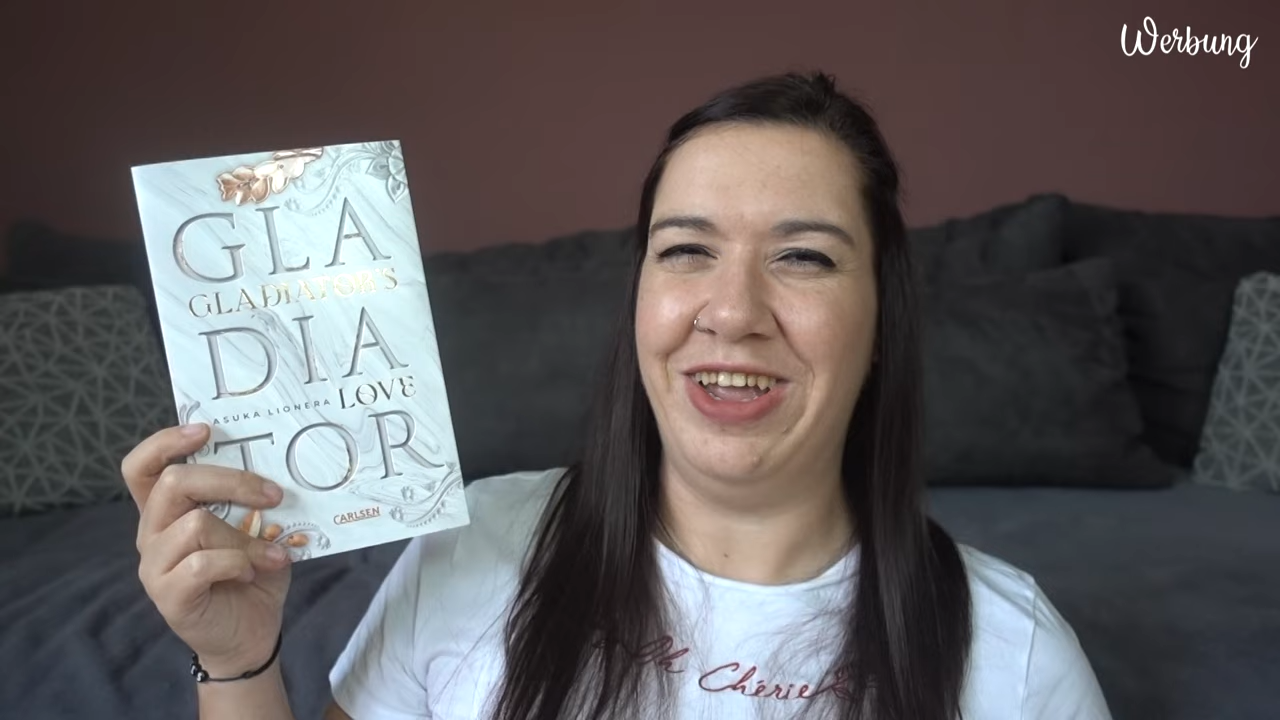 Werbung
GLA
GLADIATOR'S
DIA
ASUKA LIONERA LOVE
TOR
CARLSEN
Chérie